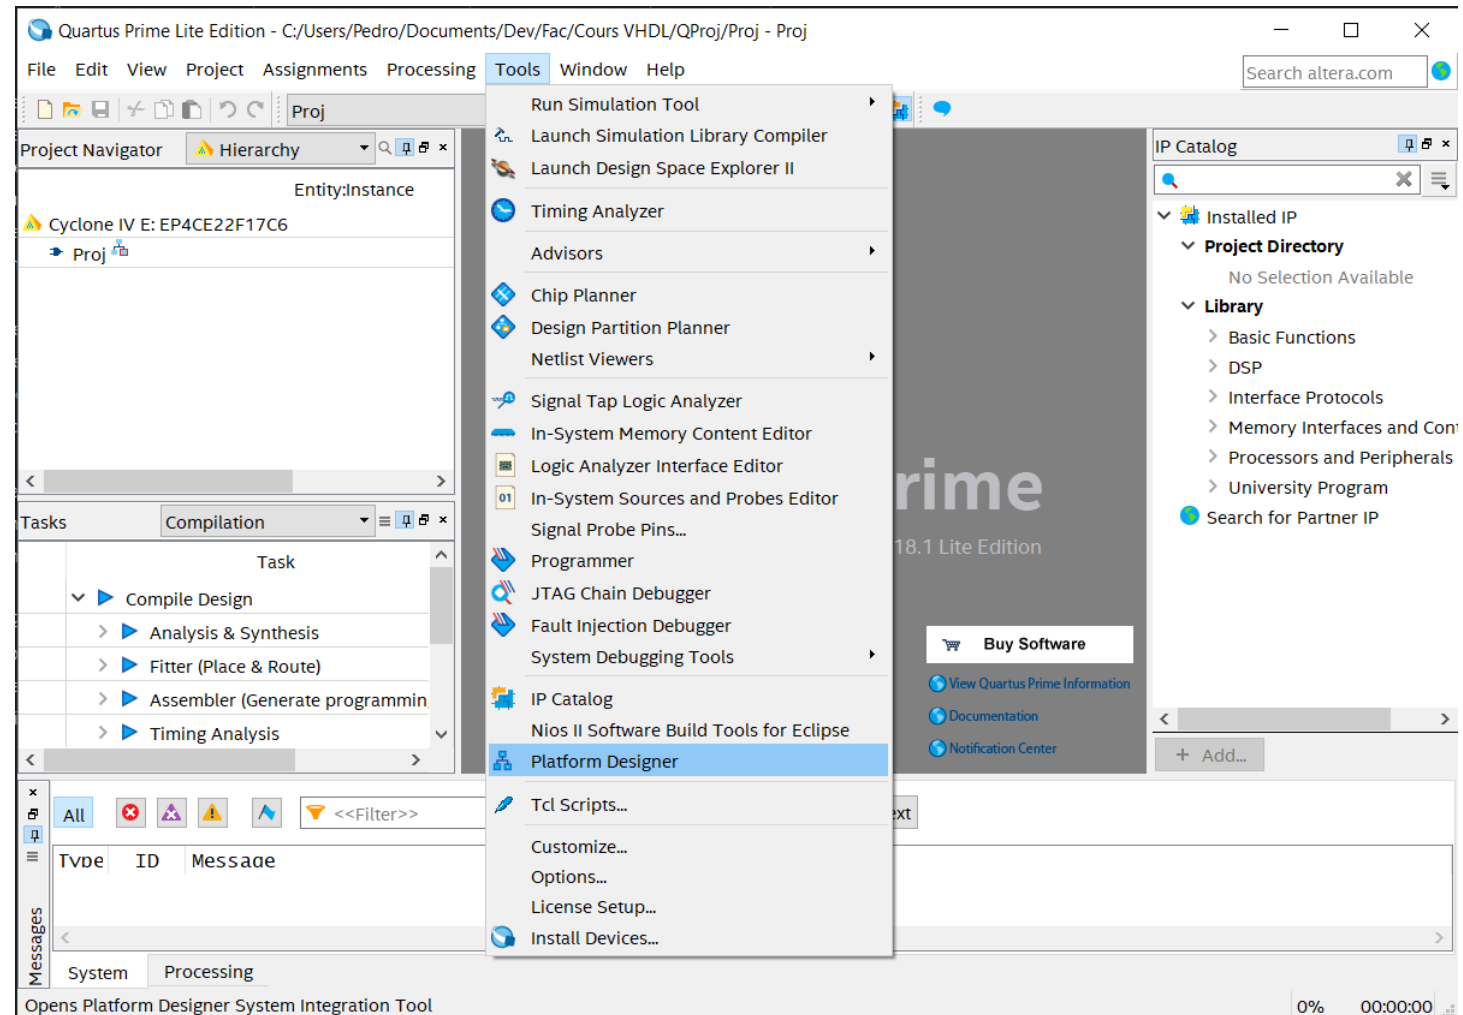 Quartus Prime Lite Edition - C:/Users/Pedro/Documents/Dev/Fac/Cours VHDL/QProj/Proj - Proj
File Edit View Project Assignments Processing Tools Window Help
Search altera.com
Proj
Project Navigator
Hierarchy
Entity:Instance
Cyclone IV E: EP4CE22F17C6
Proj
Tasks
Compilation
Task
Compile Design
Analysis & Synthesis
Fitter (Place & Route)
Assembler (Generate programmin
Timing Analysis
Run Simulation Tool
Launch Simulation Library Compiler
Launch Design Space Explorer II
Timing Analyzer
Advisors
Chip Planner
Design Partition Planner
Netlist Viewers
Signal Tap Logic Analyzer
In-System Memory Content Editor
Logic Analyzer Interface Editor
In-System Sources and Probes Editor
Signal Probe Pins...
Programmer
JTAG Chain Debugger
Fault Injection Debugger
System Debugging Tools
IP Catalog
Nios II Software Build Tools for Eclipse
Platform Designer
Tcl Scripts...
Customize...
Options...
License Setup...
Install Devices...
rime
18.1 Lite Edition
Buy Software
View Quartus Prime Information
Documentation
Notification Center
IP Catalog
Installed IP
Project Directory
No Selection Available
Library
Basic Functions
DSP
Interface Protocols
Memory Interfaces and Cont
Processors and Peripherals
University Program
Search for Partner IP
+ Add...
All
<<Filter>>
ext
Type ID Message
Messages
System Processing
Opens Platform Designer System Integration Tool
0% 00:00:00